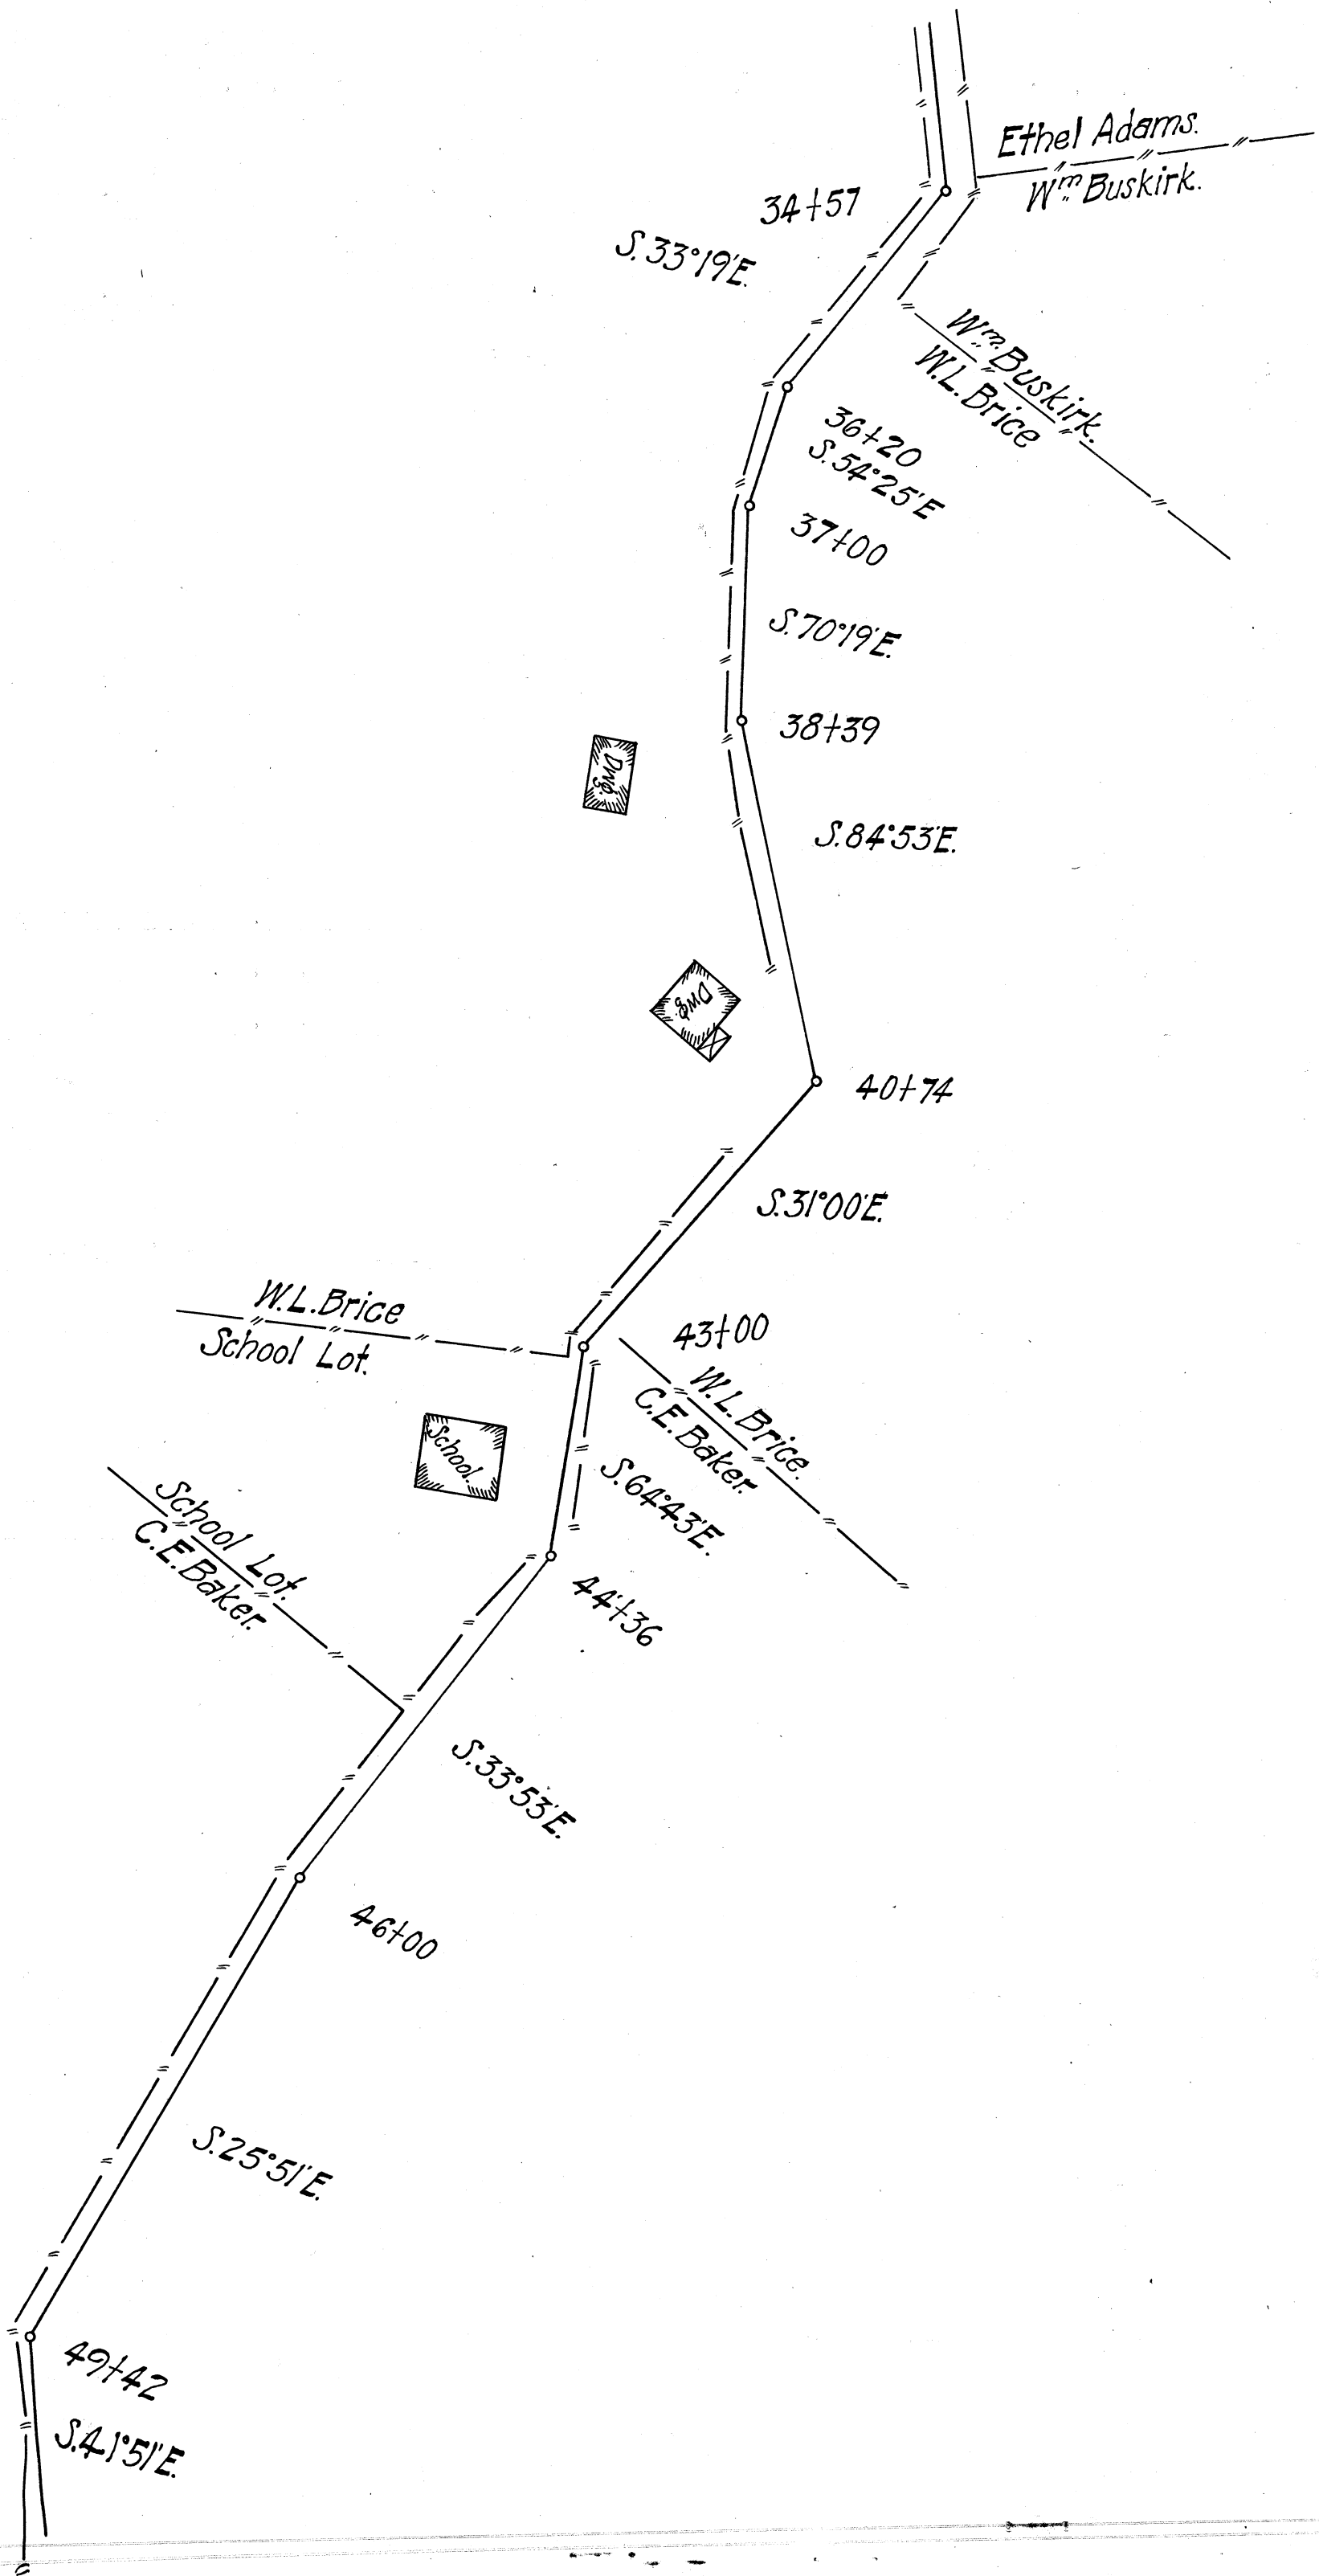 Ethel Adams.
Wm. Buskirk.
34+57
S.33°19'E.
Wm. Buskirk.
W.L. Brice
36+20
S.54°25'E
37+00
S.70°19'E.
38+39
Dwg.
S.84°53'E.
Dwg.
40+74
S.31°00'E.
W.L.Brice
School Lot.
43+00
W.L.Brice.
C.E.Baker.
School.
S.64°43'E.
School Lot.
C.E.Baker.
44+36
S.33°53'E.
46+00
S.25°51'E.
49+42
S.41°51'E.